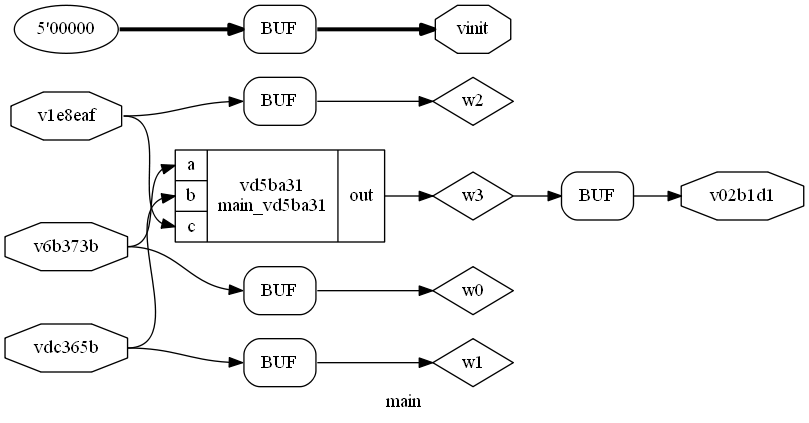 5'00000
BUF
vinit
v1e8eaf
BUF
w2
a
b
c
vd5ba31
main_vd5ba31
out
w3
BUF
v02b1d1
v6b373b
BUF
w0
vdc365b
BUF
w1
main